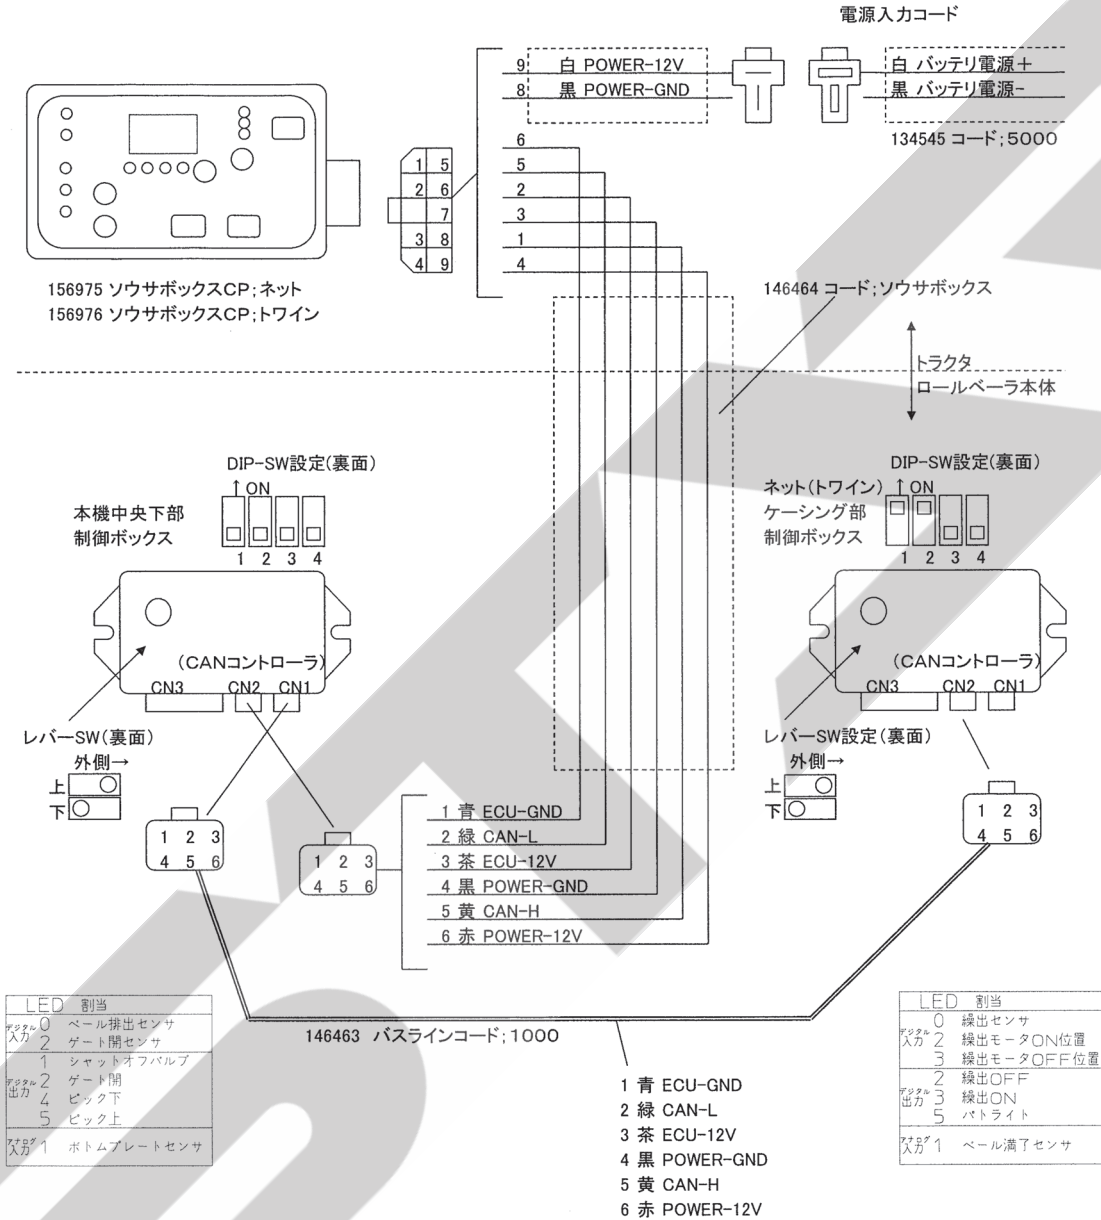 電源入力コード
9 白 POWER-12V
8 黒 POWER-GND
白 バッテリ電源+
黒 バッテリ電源-
134545 コード;5000
6
5
2
3
1
4
1 5
2 6
7
3 8
4 9
156975 ソウサボックスCP;ネット
156976 ソウサボックスCP;トワイン
146464 コード;ソウサボックス
トラクタ
ロールベーラ本体
DIP-SW設定(裏面)
↑ON
本機中央下部
制御ボックス
1 2 3 4
(CANコントローラ)
CN3 CN2 CN1
レバーSW(裏面)
外側→
上
下
DIP-SW設定(裏面)
ネット(トワイン)
↑ON
ケーシング部
制御ボックス
1 2 3 4
(CANコントローラ)
CN3 CN2 CN1
レバーSW設定(裏面)
外側→
上
下
1 2 3
4 5 6
1 2 3
4 5 6
1 2 3
4 5 6
1 青 ECU-GND
2 緑 CAN-L
3 茶 ECU-12V
4 黒 POWER-GND
5 黄 CAN-H
6 赤 POWER-12V
146463 バスラインコード;1000
1 青 ECU-GND
2 緑 CAN-L
3 茶 ECU-12V
4 黒 POWER-GND
5 黄 CAN-H
6 赤 POWER-12V
LED 割当
デジタル入力 0 ベール排出センサ
2 ゲート開センサ
デジタル出力 1 シャットオフバルブ
2 ゲート開
4 ピック下
5 ピック上
アナログ入力 1 ボトムプレートセンサ
LED 割当
デジタル入力 0 繰出センサ
2 繰出モータON位置
3 繰出モータOFF位置
デジタル出力 2 繰出OFF
3 繰出ON
5 パトライト
アナログ入力 1 ベール満了センサ